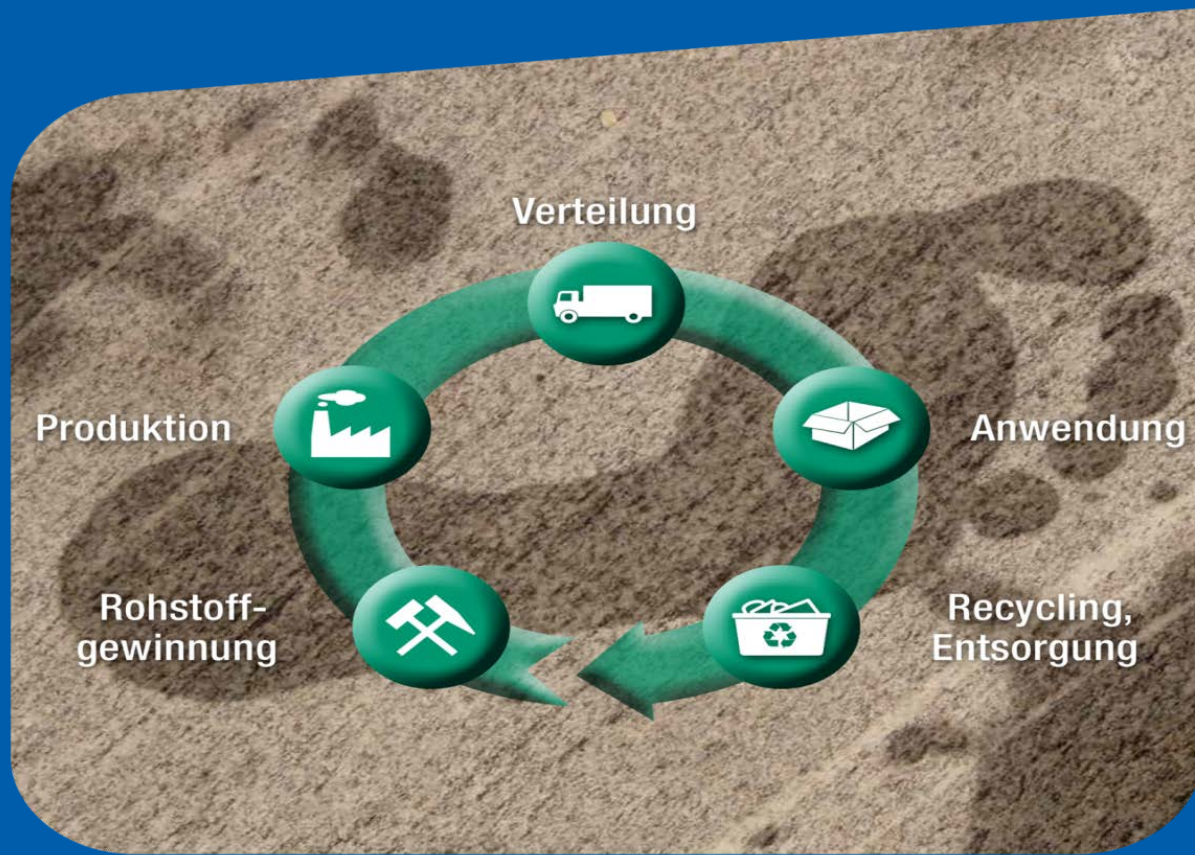 Verteilung
Produktion
Anwendung
Rohstoff-
gewinnung
Recycling,
Entsorgung